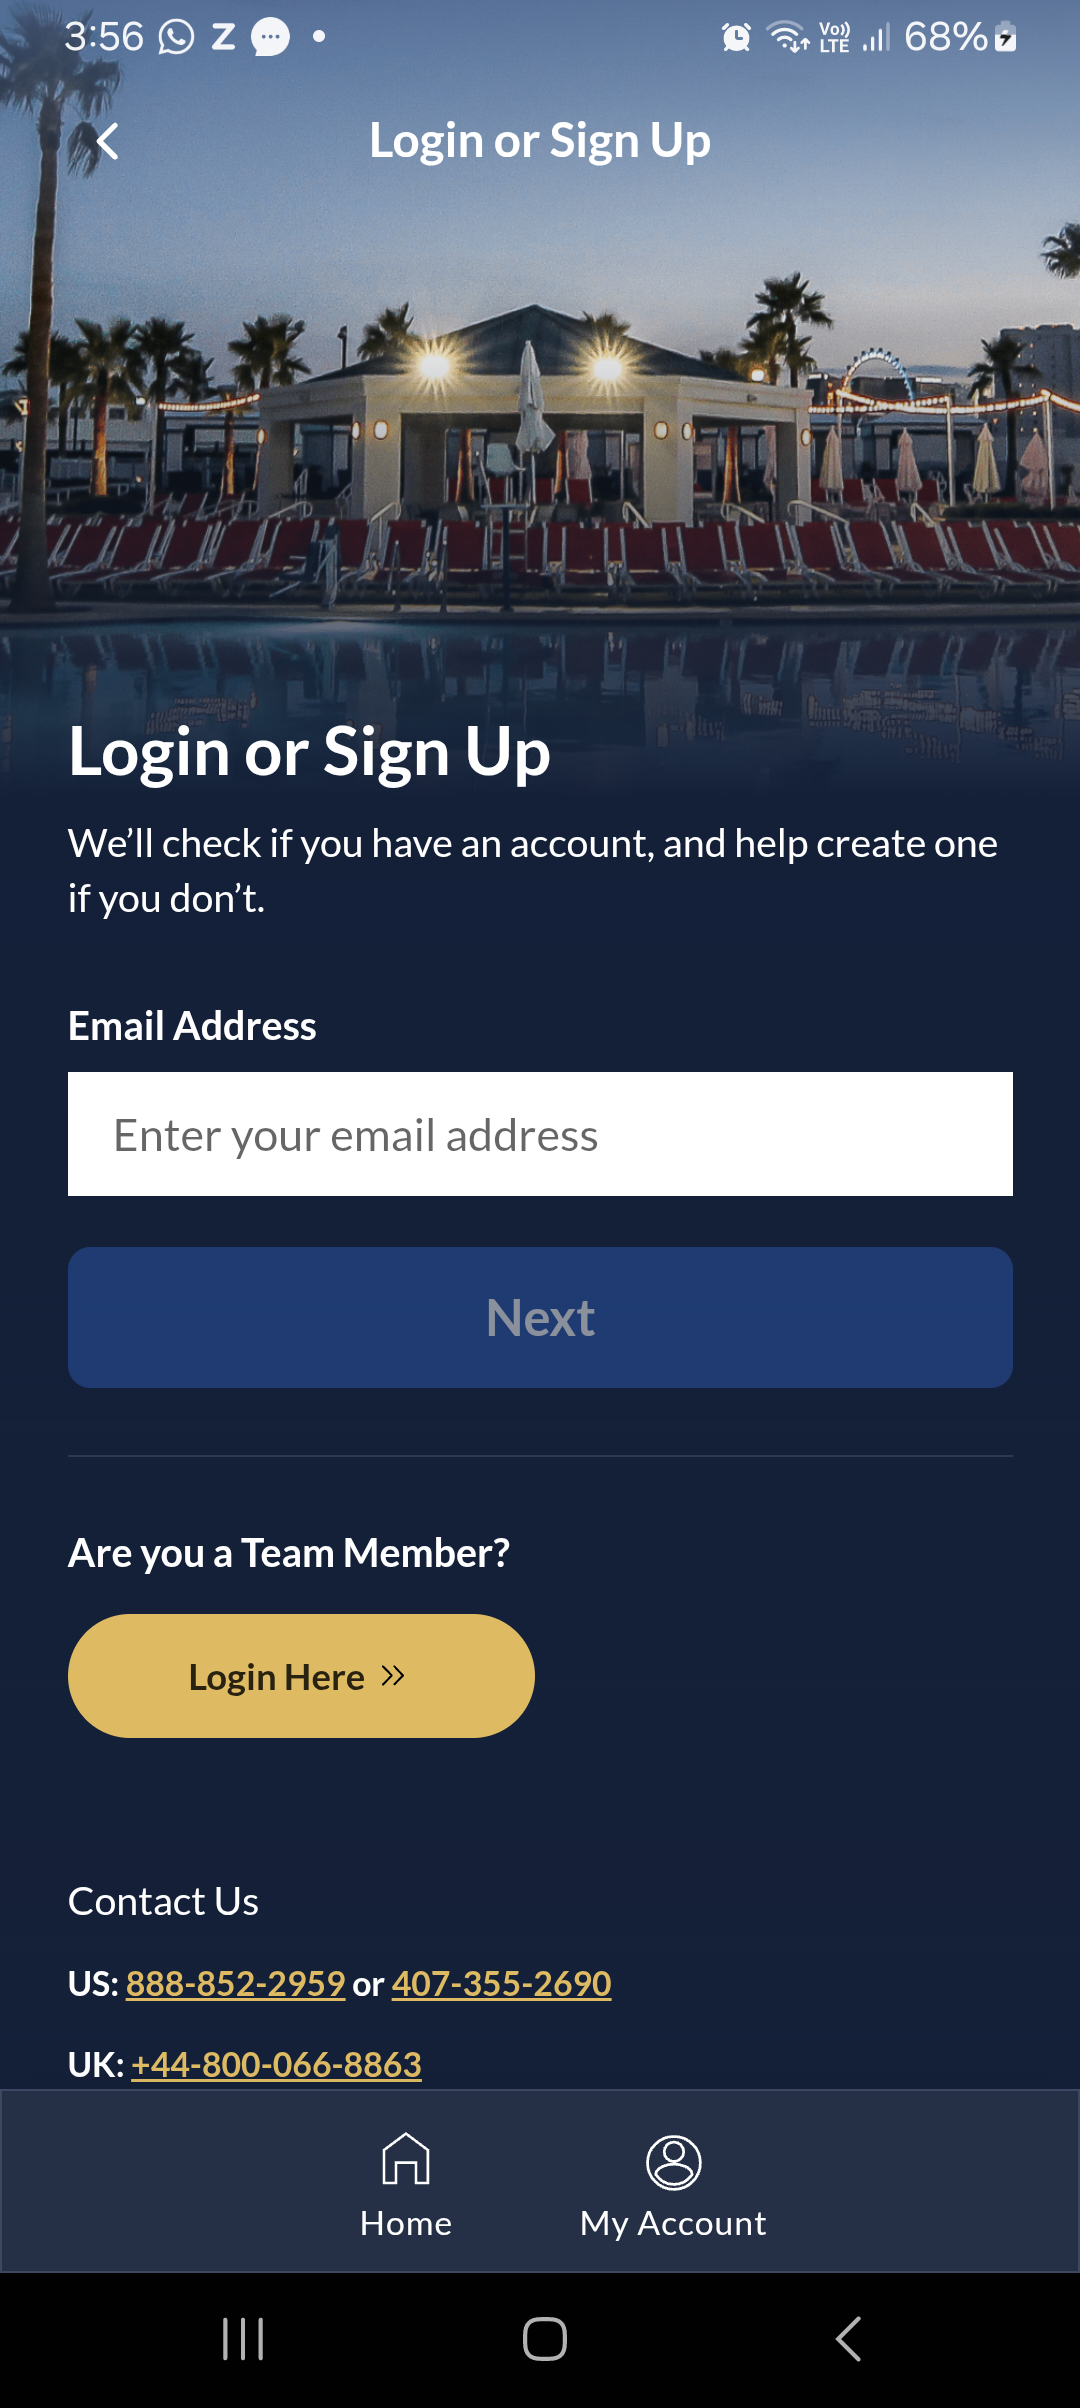 3:56 Z Vo)) LTE 68%
Login or Sign Up
Login or Sign Up
We’ll check if you have an account, and help create one
if you don’t.
Email Address
Enter your email address
Next
Are you a Team Member?
Login Here
Contact Us
US: 888-852-2959 or 407-355-2690
UK: +44-800-066-8863
Home My Account